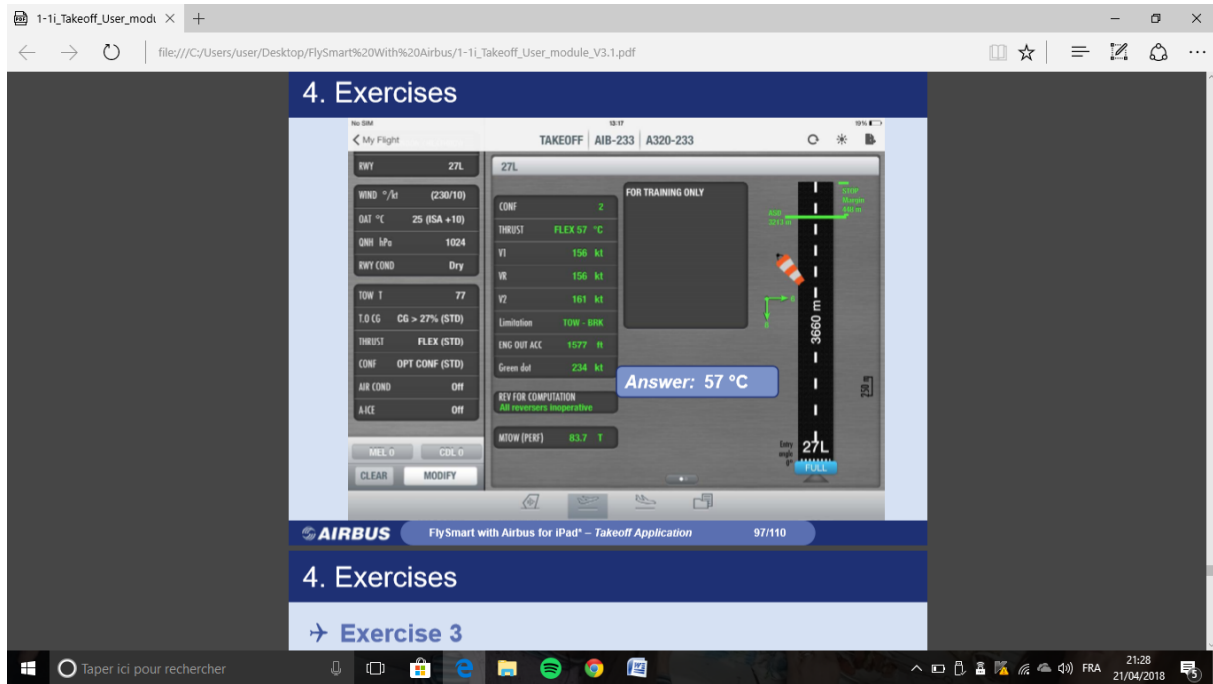 1-1i_Takeoff_User_modu
file:///C:/Users/user/Desktop/FlySmart%20With%20Airbus/1-1i_Takeoff_User_module_V3.1.pdf
4. Exercises
No SIM 13:17 19%
My Flight TAKEOFF AIB-233 A320-233
RWY 27L
WIND °/kt (230/10)
OAT °C 25 (ISA +10)
QNH hPa 1024
RWY COND Dry
TOW T 77
T.O CG CG > 27% (STD)
THRUST FLEX (STD)
CONF OPT CONF (STD)
AIR COND Off
A-ICE Off
MEL 0 CDL 0
CLEAR MODIFY
27L
CONF 2
THRUST FLEX 57 °C
V1 156 kt
VR 156 kt
V2 161 kt
Limitation TOW - BRK
ENG OUT ACC 1577 ft
Green dot 234 kt
REV FOR COMPUTATION
All reversers inoperative
MTOW (PERF) 83.7 T
FOR TRAINING ONLY
Answer: 57 °C
STOP
Margin
ASD
3213 m
3660 m
250 m
Entry
angle
0°
27L
FULL
AIRBUS FlySmart with Airbus for iPad* – Takeoff Application 97/110
4. Exercises
Exercise 3
Taper ici pour rechercher
FRA
21:28
21/04/2018